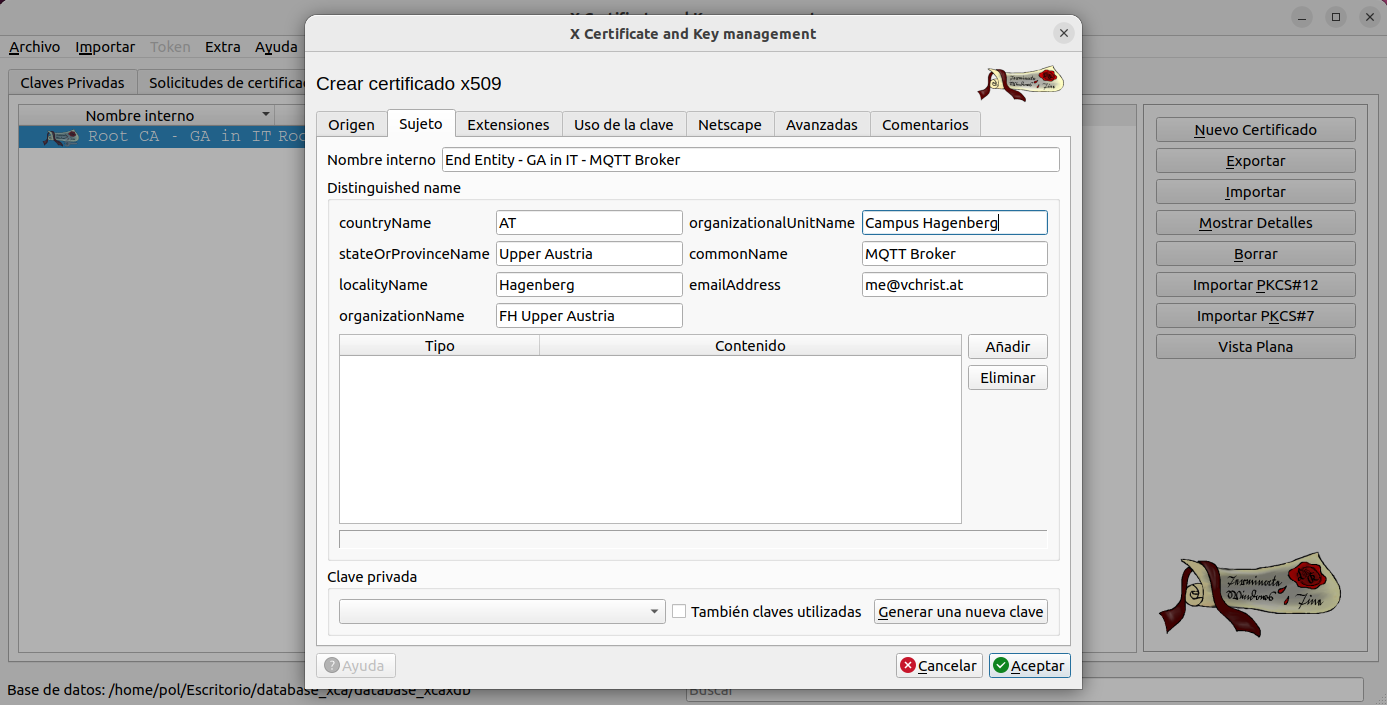 X Certificate and Key management
Archivo Importar Token Extra Ayuda
Claves Privadas
Solicitudes de
Nombre interno
Root CA - GA in IT
Crear certificado x509
Origen Sujeto Extensiones Uso de la clave Netscape Avanzadas Comentarios
Nombre interno End Entity - GA in IT - MQTT Broker
Distinguished name
countryName AT organizationalUnitName Campus Hagenberg
stateOrProvinceName Upper Austria commonName MQTT Broker
localityName Hagenberg emailAddress me@vchrist.at
organizationName FH Upper Austria
Tipo Contenido Añadir
Eliminar
Clave privada
También claves utilizadas Generar una nueva clave
Ayuda Cancelar Aceptar
Nuevo Certificado
Exportar
Importar
Mostrar Detalles
Borrar
Importar PKCS#12
Importar PKCS#7
Vista Plana
Terminate
Windows
Base de datos: /home/pol/Escritorio/database_xca/database_xcaxdb
Buscar